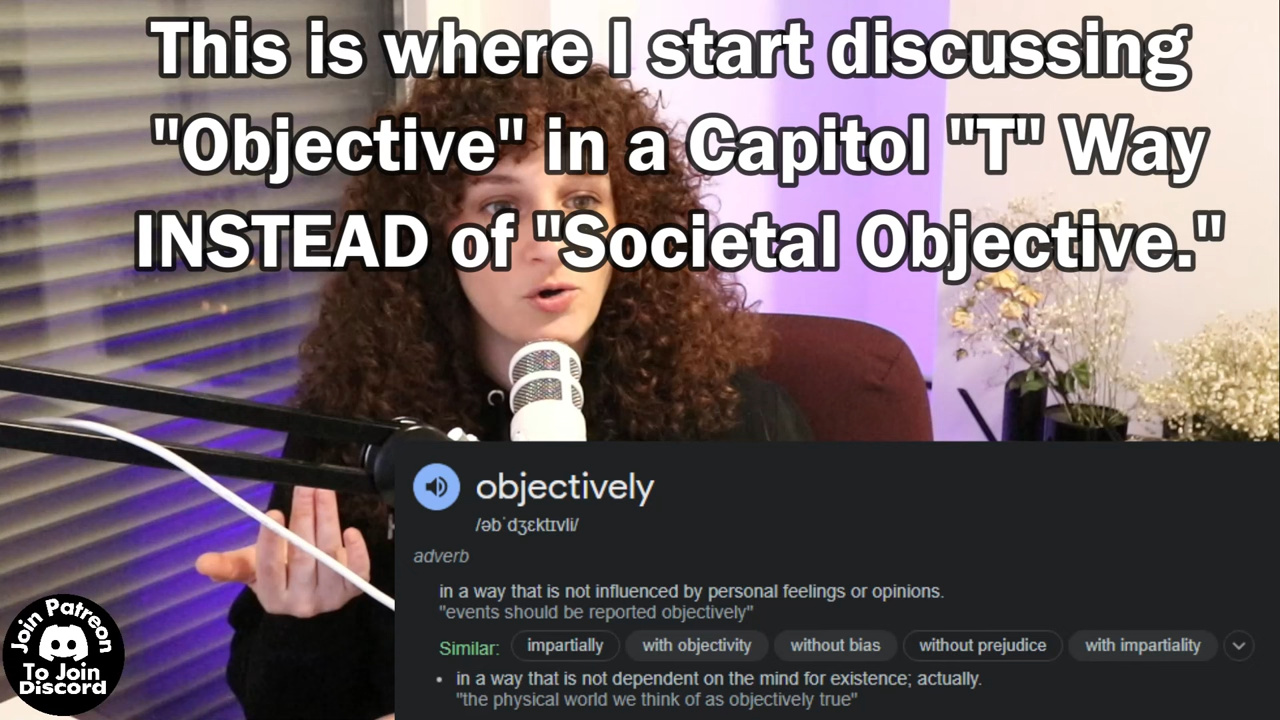 This is where I start discussing
"Objective" in a Capitol "T" Way
INSTEAD of "Societal Objective."
objectively
/əbˈdʒɛktɪvli/
adverb
in a way that is not influenced by personal feelings or opinions.
"events should be reported objectively"
Similar: impartially with objectivity without bias without prejudice with impartiality
• in a way that is not dependent on the mind for existence; actually.
"the physical world we think of as objectively true"
Join Patreon
To Join
Discord